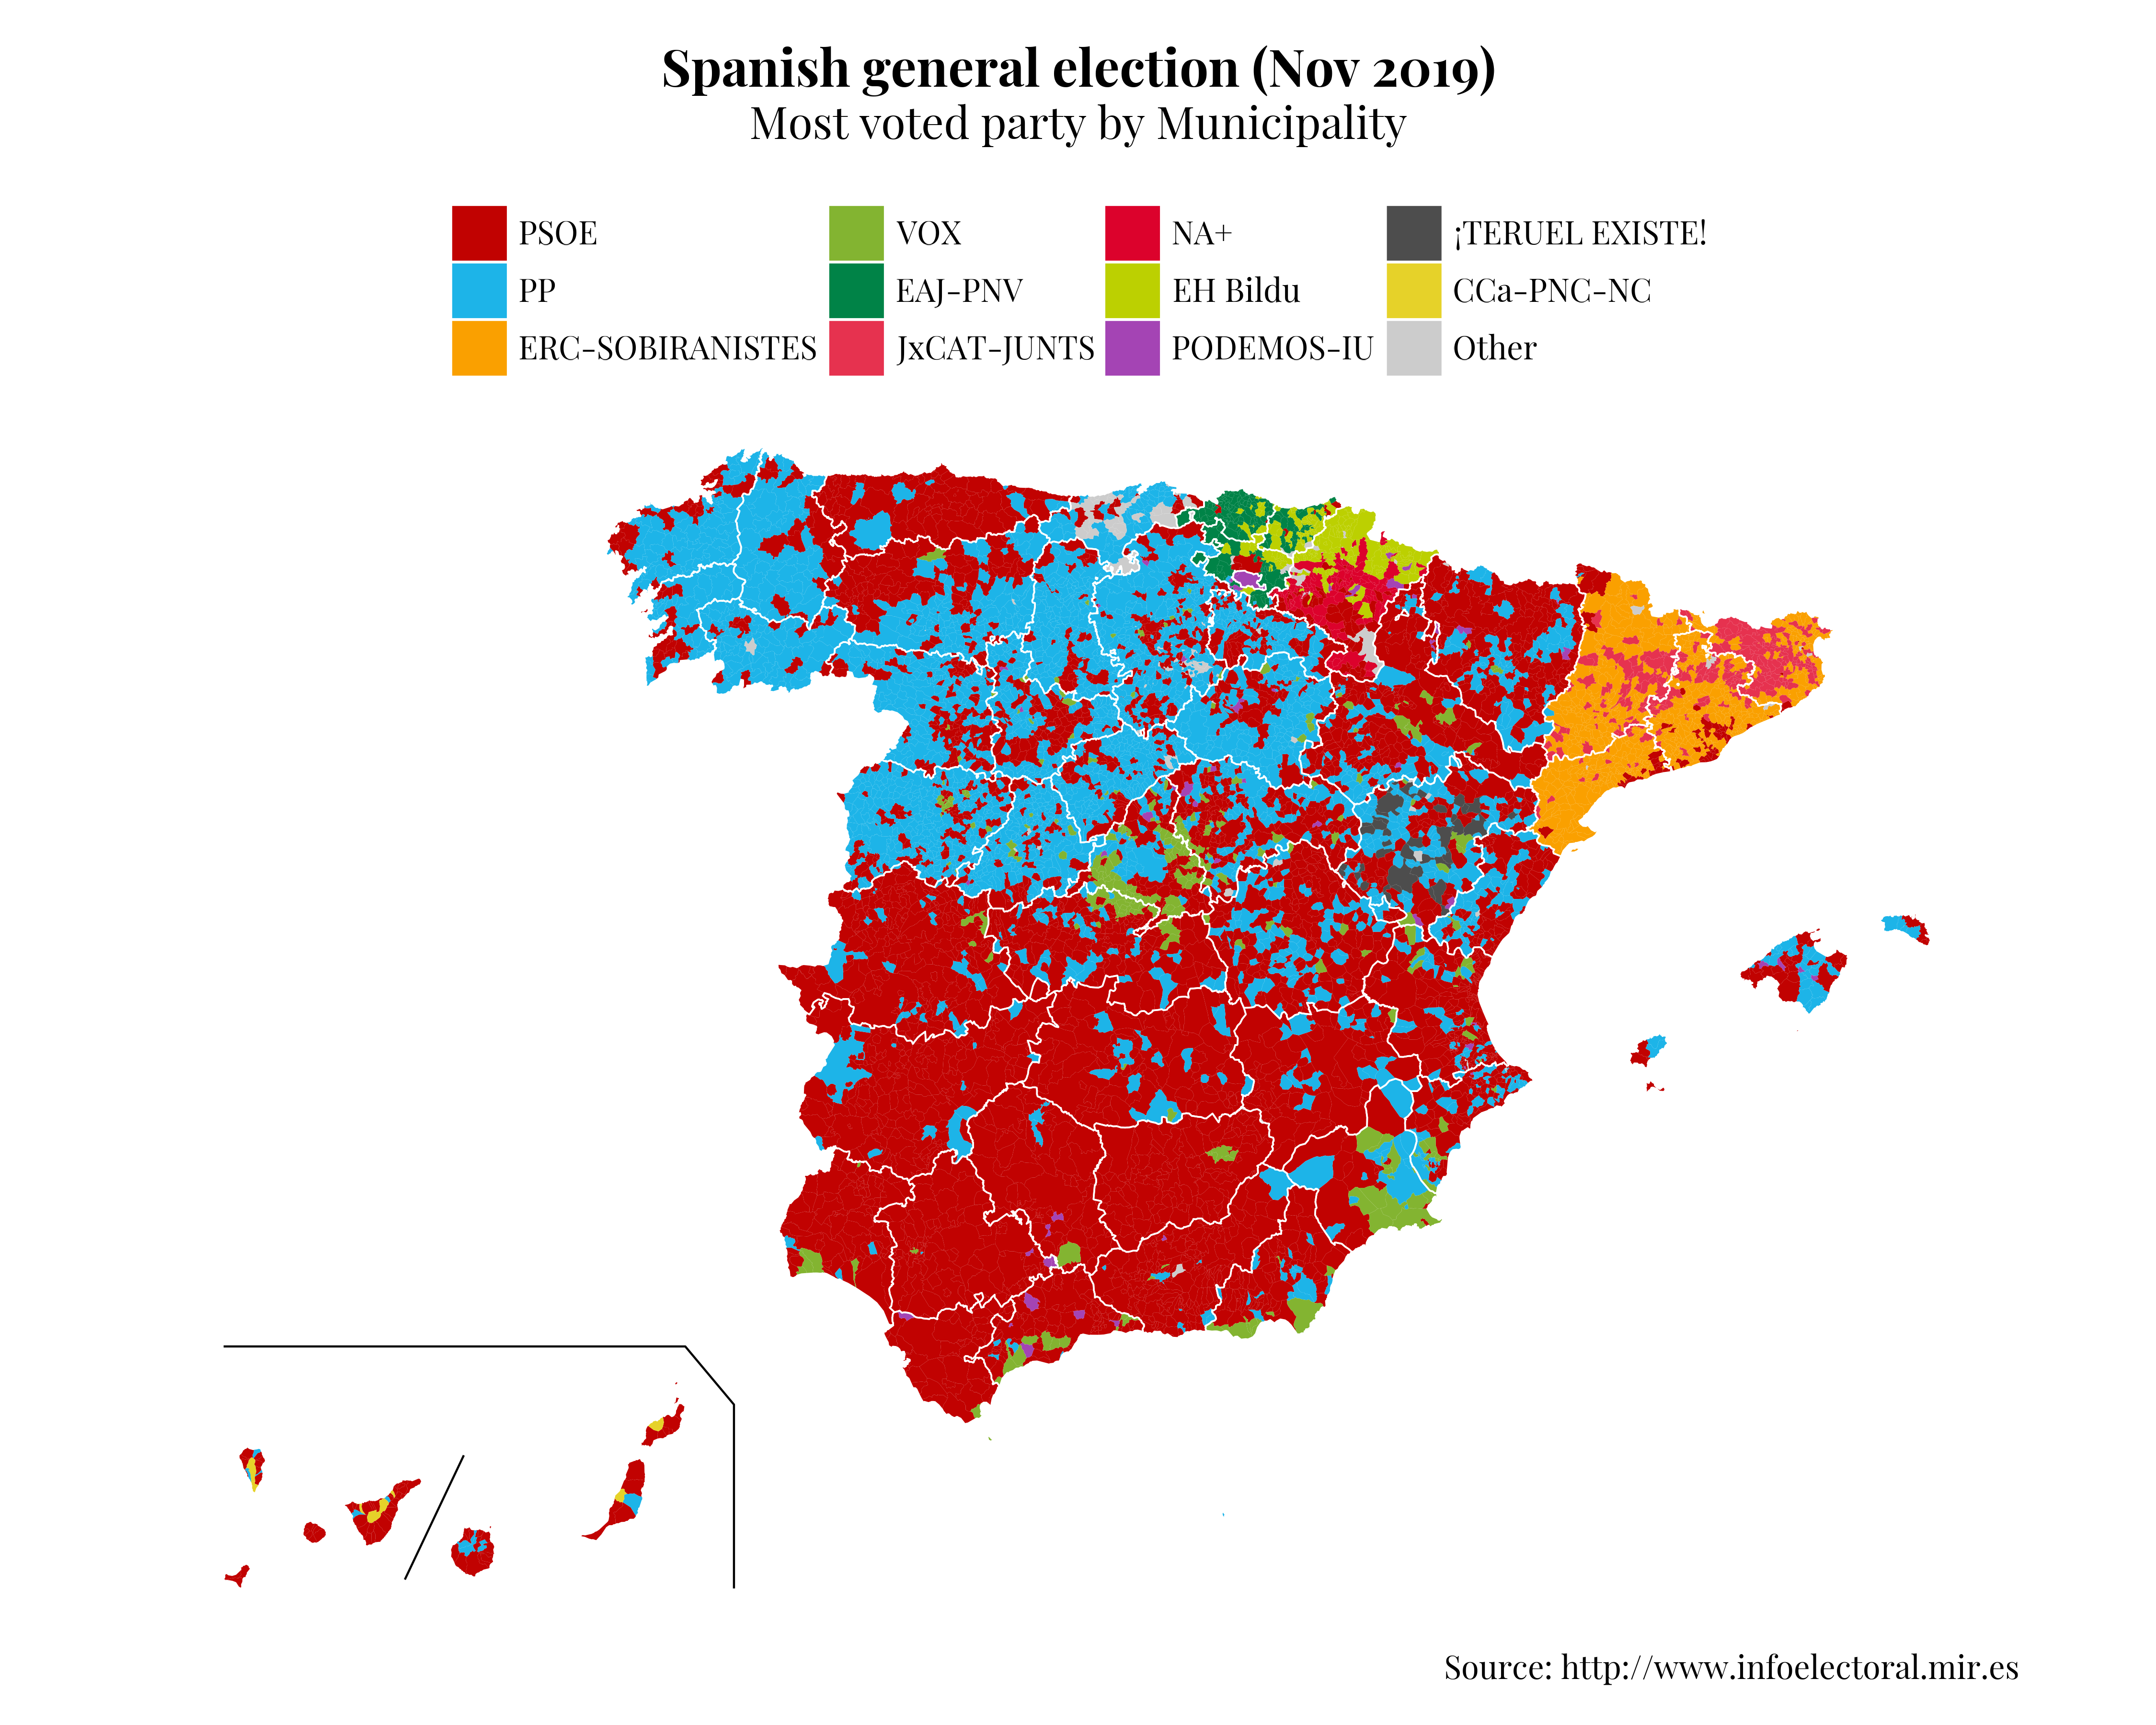 Spanish general election (Nov 2019)
Most voted party by Municipality
PSOE
VOX
NA+
¡TERUEL EXISTE!
PP
EAJ-PNV
EH Bildu
CCa-PNC-NC
ERC-SOBIRANISTES
JxCAT-JUNTS
PODEMOS-IU
Other
Source: http://www.infoelectoral.mir.es